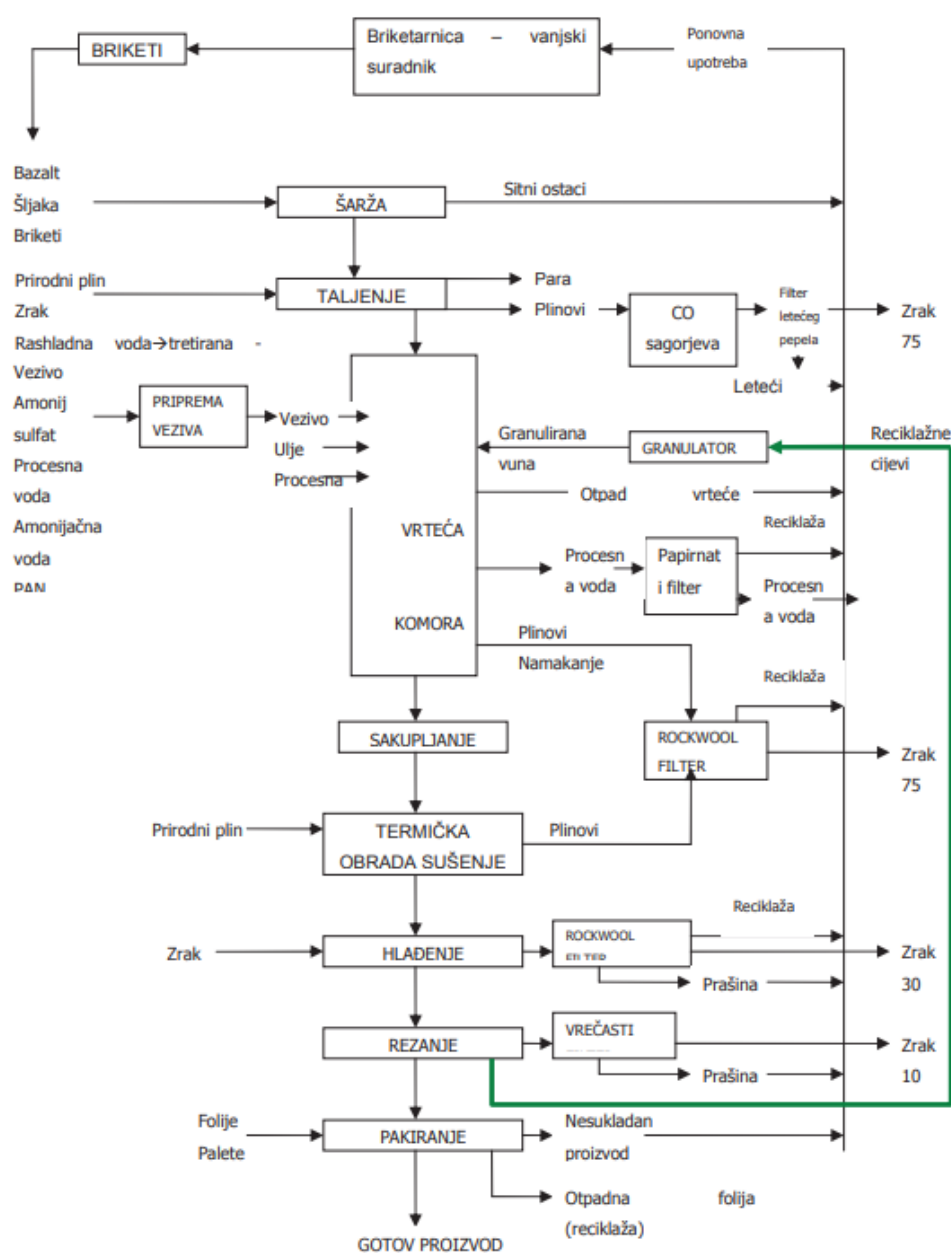 BRIKETI
Briketarnica – vanjski
suradnik
Ponovna
upotreba
Bazalt
Šljaka
Briketi
ŠARŽA
Sitni ostaci
Prirodni plin
Zrak
Rashladna voda→tretirana -
TALJENJE
Para
Plinovi
CO
sagorjeva
Filter
letećeg
pepela
Zrak
75
Leteći
Vezivo
Amonij
sulfat
Procesna
voda
Amonijačna
voda
PAN
PRIPREMA
VEZIVA
Vezivo
Ulje
Procesna
VRTEĆA
KOMORA
Granulirana
vuna
GRANULATOR
Reciklažne
cijevi
Otpad vrteće
Reciklaža
Procesn
a voda
Papirnat
i filter
Procesn
a voda
Plinovi
Namakanje
Reciklaža
SAKUPLJANJE
ROCKWOOL
FILTER
Zrak
75
Prirodni plin
TERMIČKA
OBRADA SUŠENJE
Plinovi
Reciklaža
Zrak
HLAĐENJE
ROCKWOOL
FILTER
Zrak
30
Prašina
REZANJE
VREČASTI
Zrak
10
Prašina
Folije
Palete
PAKIRANJE
Nesukladan
proizvod
Otpadna folija
(reciklaža)
GOTOV PROIZVOD